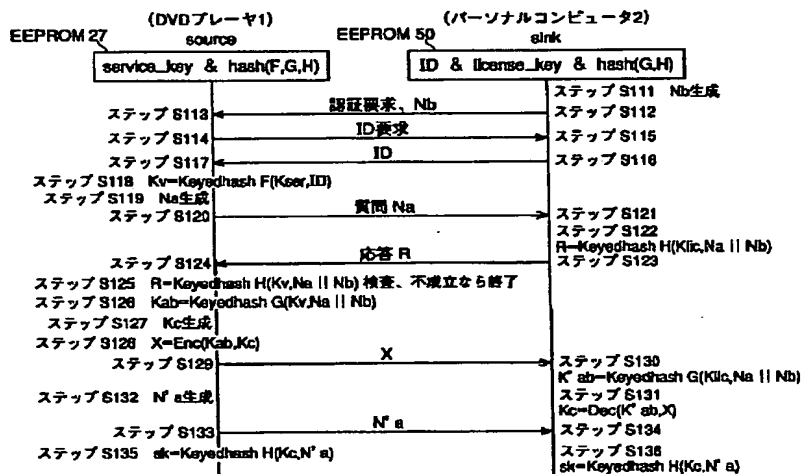 (DVDプレーヤ1)
(パーソナルコンピュータ2)
EEPROM 27
source
EEPROM 50
sink
service_key & hash(F,G,H)
ID & license_key & hash(G,H)
ステップ S111 Nb生成
認証要求、Nb
ステップ S113
ステップ S112
ID要求
ステップ S114
ステップ S115
ID
ステップ S117
ステップ S116
ステップ S118 Kv=Keyedhash F(Kser,ID)
ステップ S119 Na生成
質問 Na
ステップ S120
ステップ S121
ステップ S122
R=Keyedhash H(Klic,Na || Nb)
応答 R
ステップ S124
ステップ S123
ステップ S125 R=Keyedhash H(Kv,Na || Nb) 検査、不成立なら終了
ステップ S126 Kab=Keyedhash G(Kv,Na || Nb)
ステップ S127 Kc生成
ステップ S128 X=Enc(Kab,Kc)
X
ステップ S129
ステップ S130
K'ab=Keyedhash G(Klic,Na || Nb)
ステップ S131
Kc=Dec(K'ab,X)
ステップ S132 N'a生成
N'a
ステップ S133
ステップ S134
ステップ S135 sk=Keyedhash H(Kc,N'a)
ステップ S136
sk=Keyedhash H(Kc,N'a)